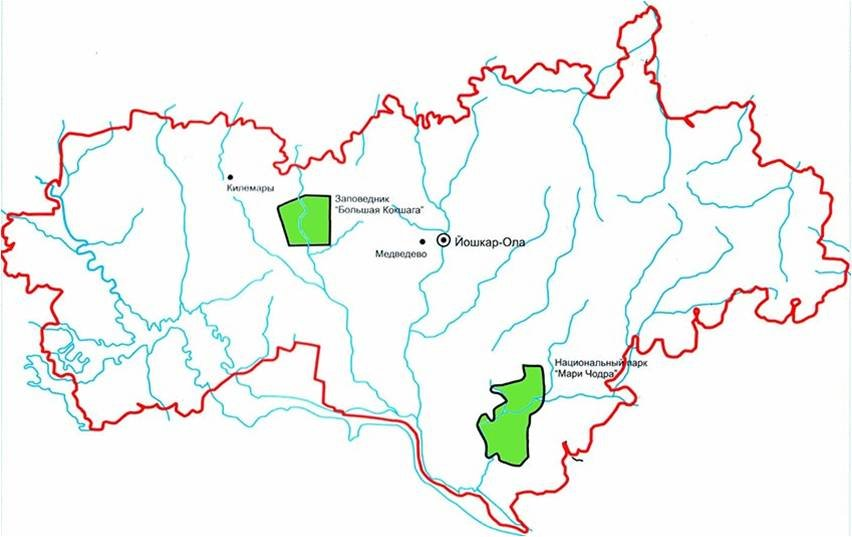 Килемары
Заповедник
"Большая Кокшага"
Медведево
Йошкар-Ола
Национальный парк
"Мари Чодра"